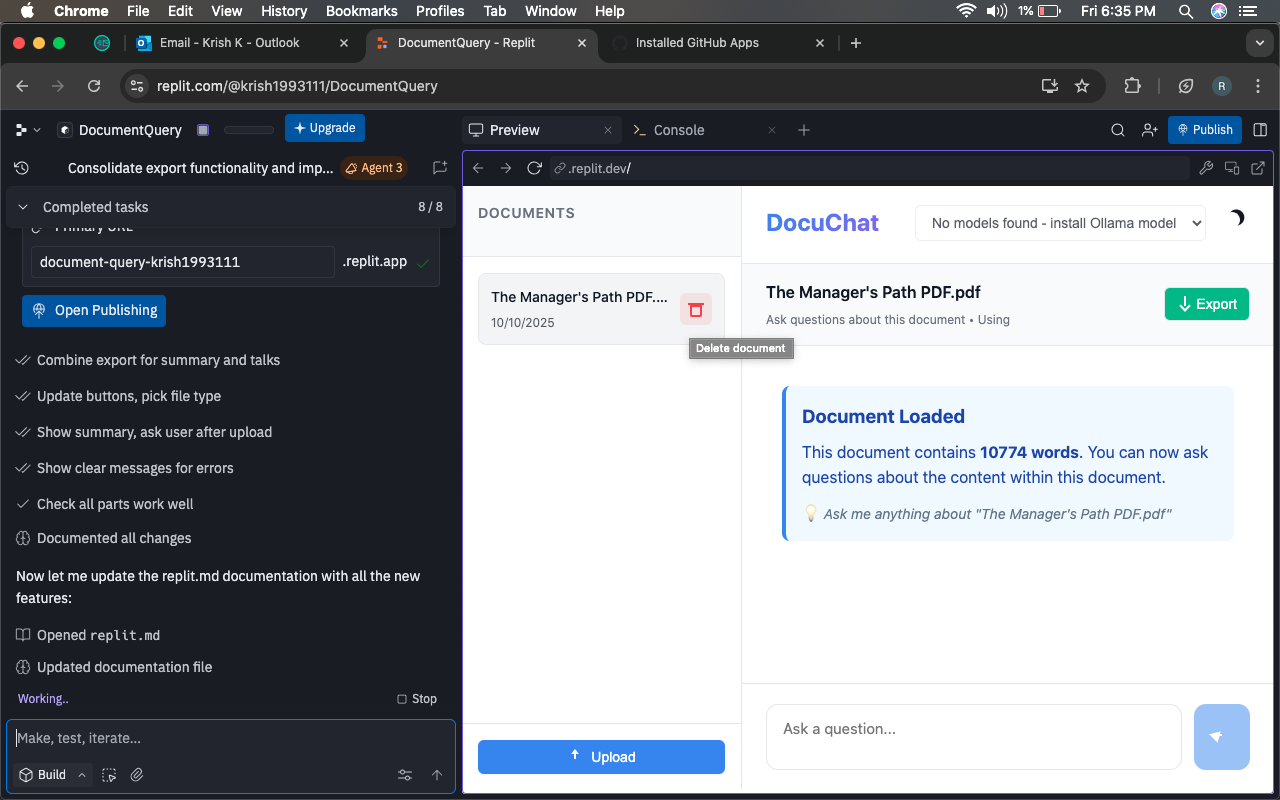 Chrome File Edit View History Bookmarks Profiles Tab Window Help 1% Fri 6:35 PM
Email - Krish K - Outlook
DocumentQuery - Replit
Installed GitHub Apps
replit.com/@krish1993111/DocumentQuery
R
DocumentQuery
Upgrade
Preview
Console
Publish
Consolidate export functionality and imp...
Agent 3
.replit.dev/
Completed tasks
8 / 8
Primary URL
document-query-krish1993111
.replit.app
Open Publishing
Combine export for summary and talks
Update buttons, pick file type
Show summary, ask user after upload
Show clear messages for errors
Check all parts work well
Documented all changes
Now let me update the replit.md documentation with all the new
features:
Opened replit.md
Updated documentation file
Working..
Stop
Make, test, iterate...
Build
DOCUMENTS
The Manager's Path PDF....
10/10/2025
Delete document
Upload
DocuChat
No models found - install Ollama model
The Manager's Path PDF.pdf
Ask questions about this document • Using
Export
Document Loaded
This document contains 10774 words. You can now ask
questions about the content within this document.
💡 Ask me anything about "The Manager's Path PDF.pdf"
Ask a question...